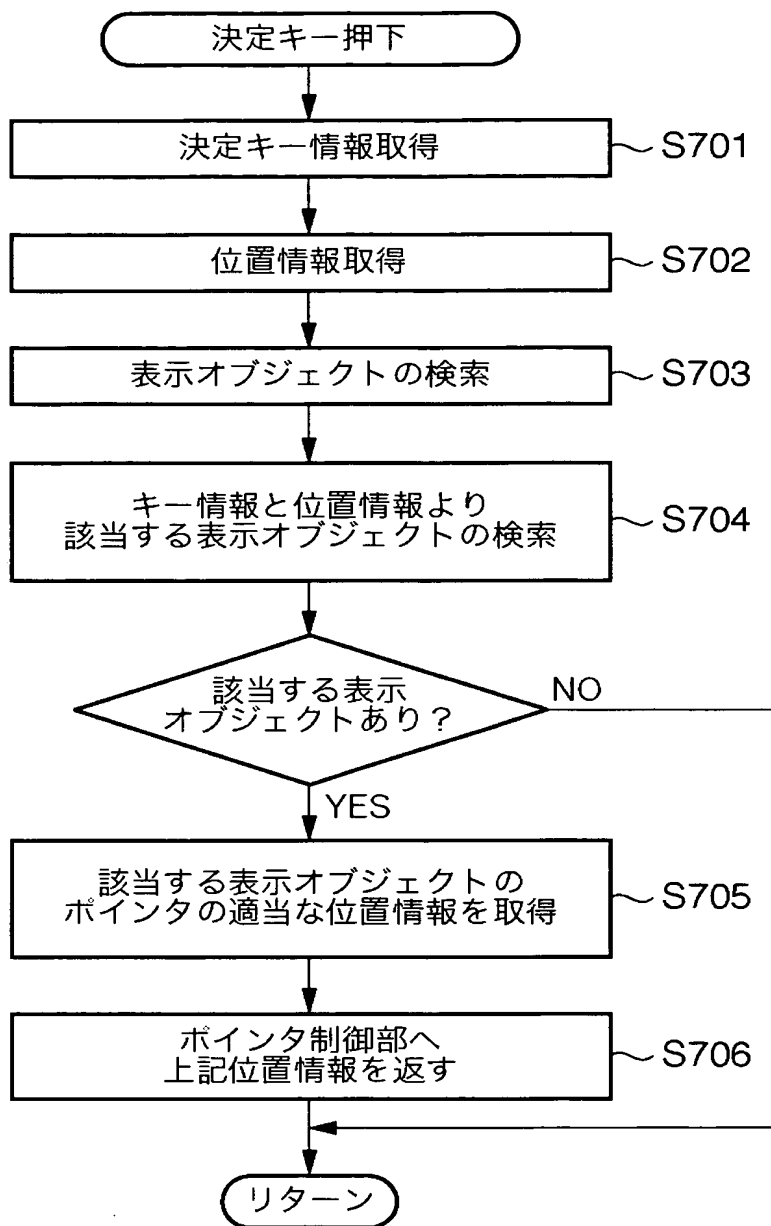 決定キー押下
決定キー情報取得
S701
位置情報取得
S702
表示オブジェクトの検索
S703
キー情報と位置情報より
該当する表示オブジェクトの検索
S704
該当する表示
オブジェクトあり？
NO
YES
該当する表示オブジェクトの
ポインタの適当な位置情報を取得
S705
ポインタ制御部へ
上記位置情報を返す
S706
リターン